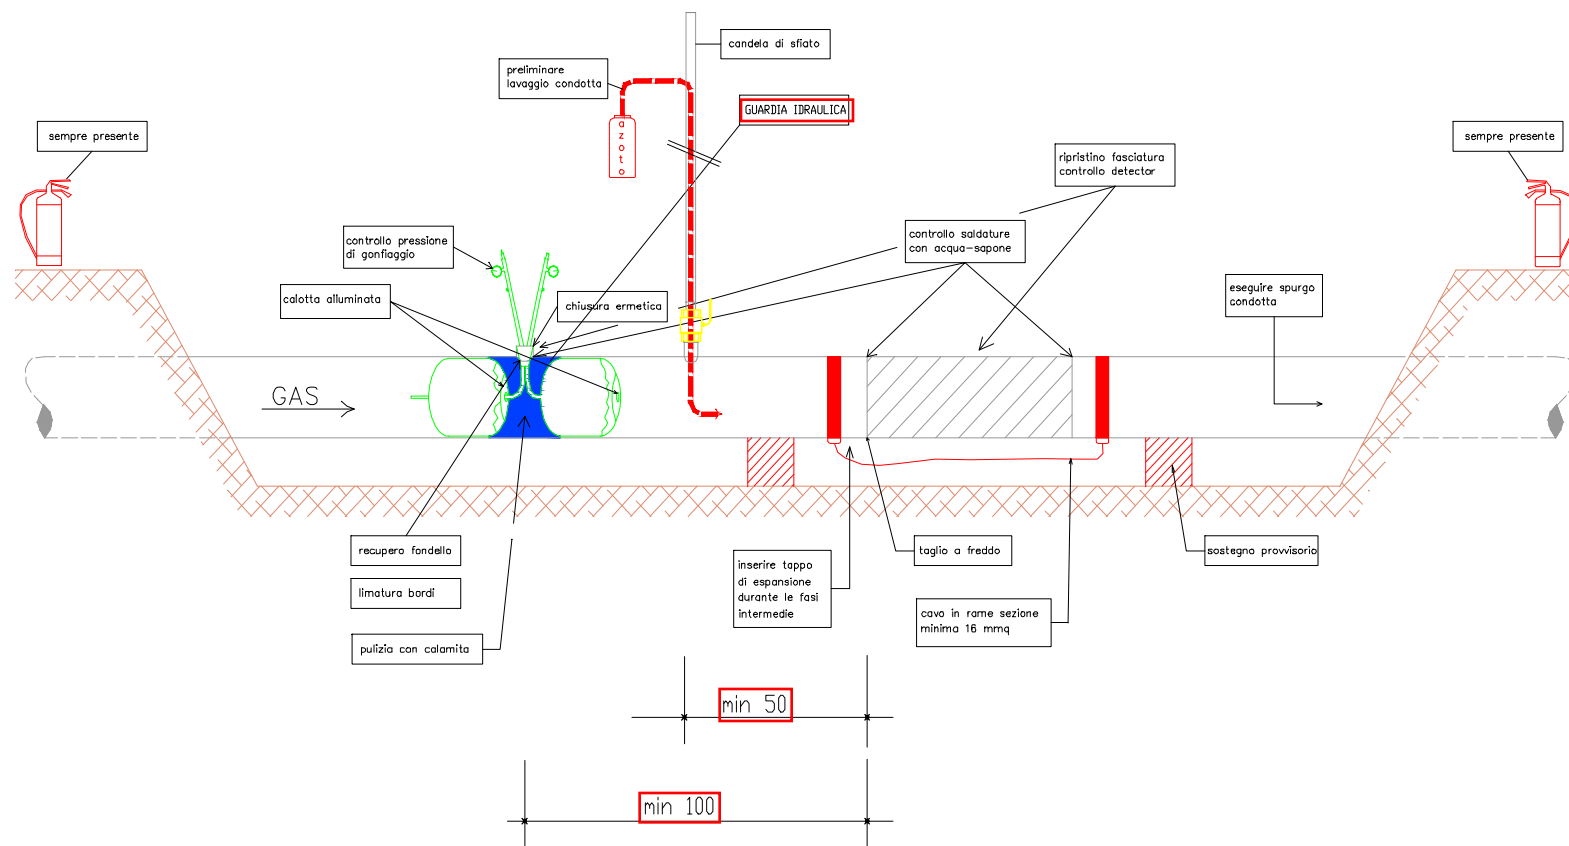 candela di sfiato
preliminare
lavaggio condotta
GUARDIA IDRAULICA
azoto
sempre presente
sempre presente
ripristino fasciatura
controllo detector
controllo pressione
di gonfiaggio
controllo saldature
con acqua-sapone
calotta alluminata
chiusura ermetica
eseguire spurgo
condotta
GAS
recupero fondello
limatura bordi
pulizia con calamita
inserire tappo
di espansione
durante le fasi
intermedie
taglio a freddo
cavo in rame sezione
minima 16 mmq
sostegno provvisorio
min 50
min 100